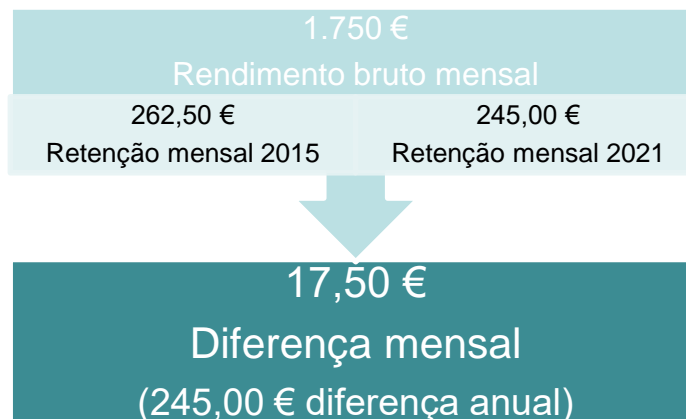 1.750 €
Rendimento bruto mensal
262,50 €
Retenção mensal 2015
245,00 €
Retenção mensal 2021
17,50 €
Diferença mensal
(245,00 € diferença anual)